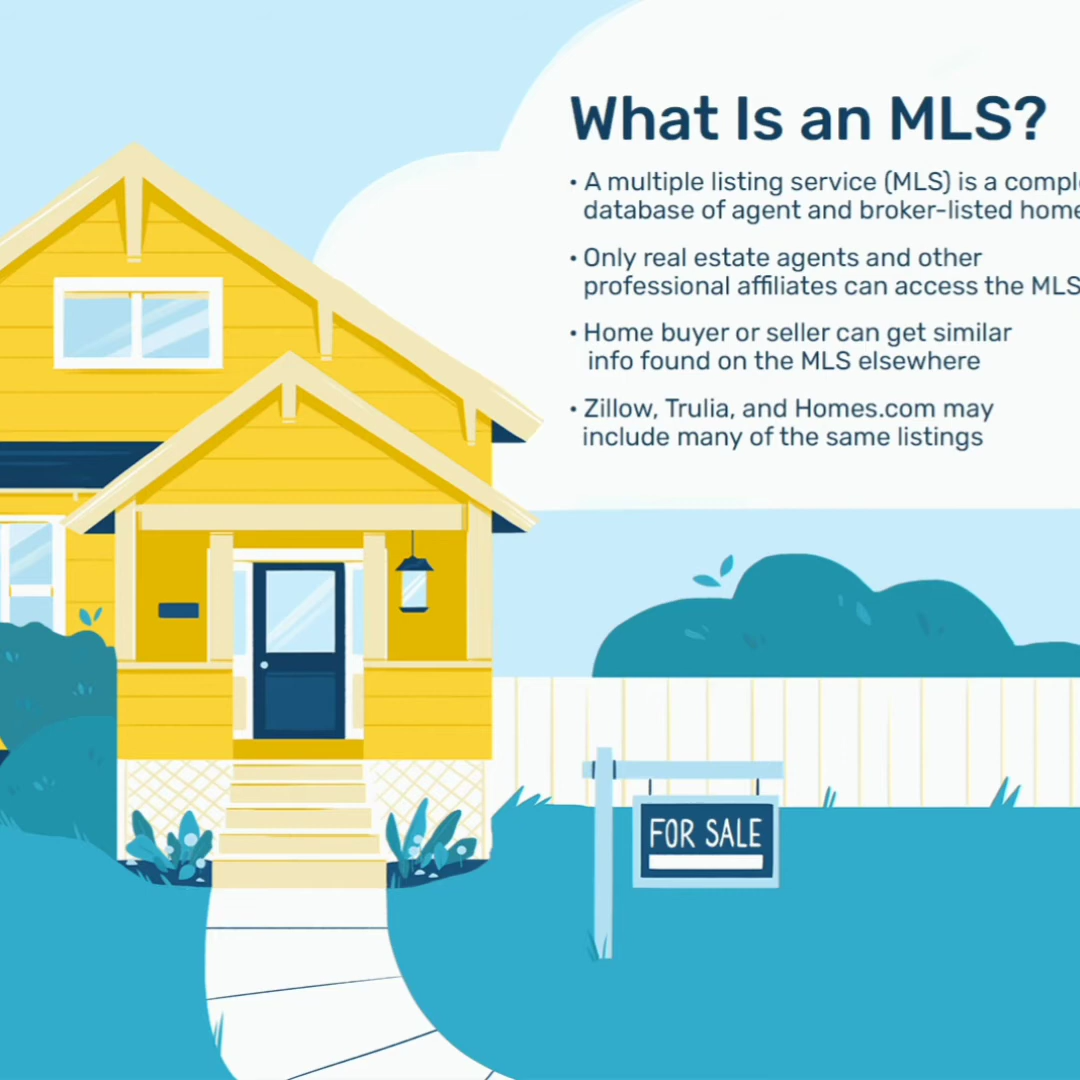 What Is an MLS?
• A multiple listing service (MLS) is a
database of agent and broker-listed
• Only real estate agents and other
professional affiliates can access the MLS
• Home buyer or seller can get similar
info found on the MLS elsewhere
• Zillow, Trulia, and Homes.com may
include many of the same listings
FOR SALE